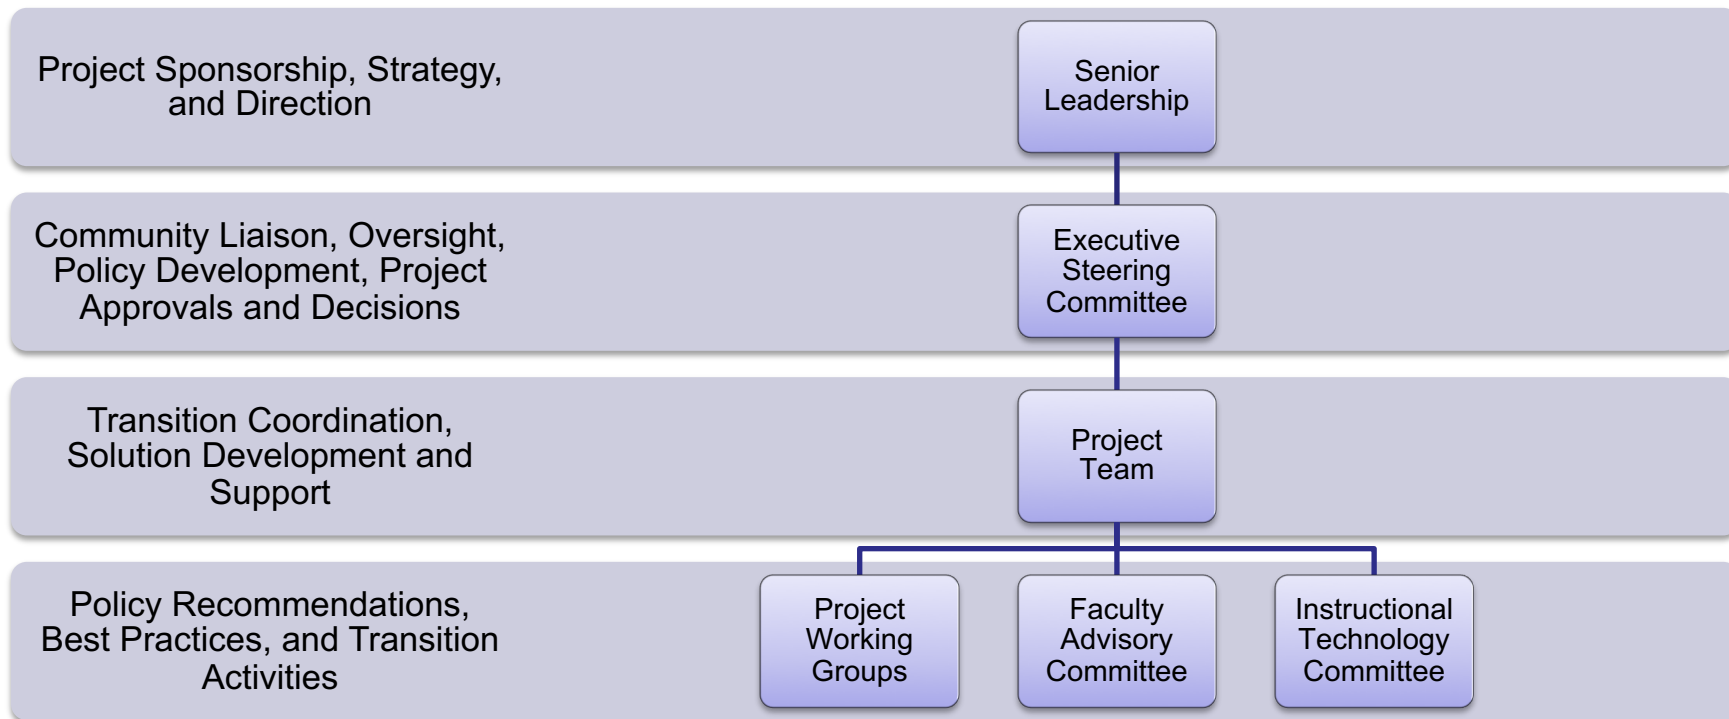 Project Sponsorship, Strategy,
and Direction
Senior
Leadership
Community Liaison, Oversight,
Policy Development, Project
Approvals and Decisions
Executive
Steering
Committee
Transition Coordination,
Solution Development and
Support
Project
Team
Policy Recommendations,
Best Practices, and Transition
Activities
Project
Working
Groups
Faculty
Advisory
Committee
Instructional
Technology
Committee